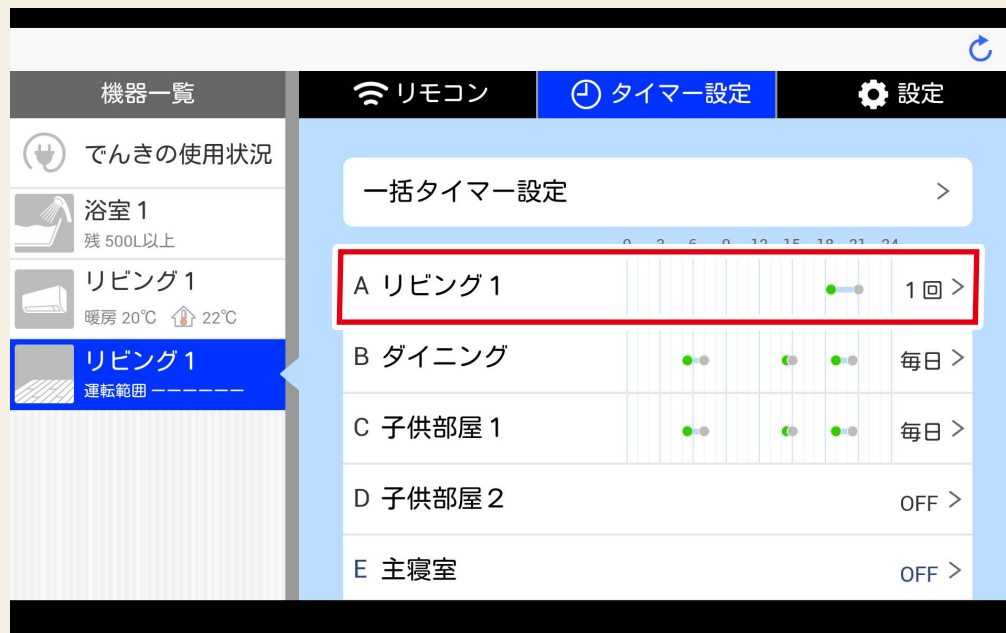 機器一覧
リモコン
タイマー設定
設定
でんきの使用状況
浴室1
残 500L以上
リビング1
暖房 20℃ 22℃
リビング1
運転範囲 ーーーーーー
一括タイマー設定 >
0 3 6 9 12 15 18 21 24
A リビング1 1回 >
B ダイニング 毎日 >
C 子供部屋1 毎日 >
D 子供部屋2 OFF >
E 主寝室 OFF >